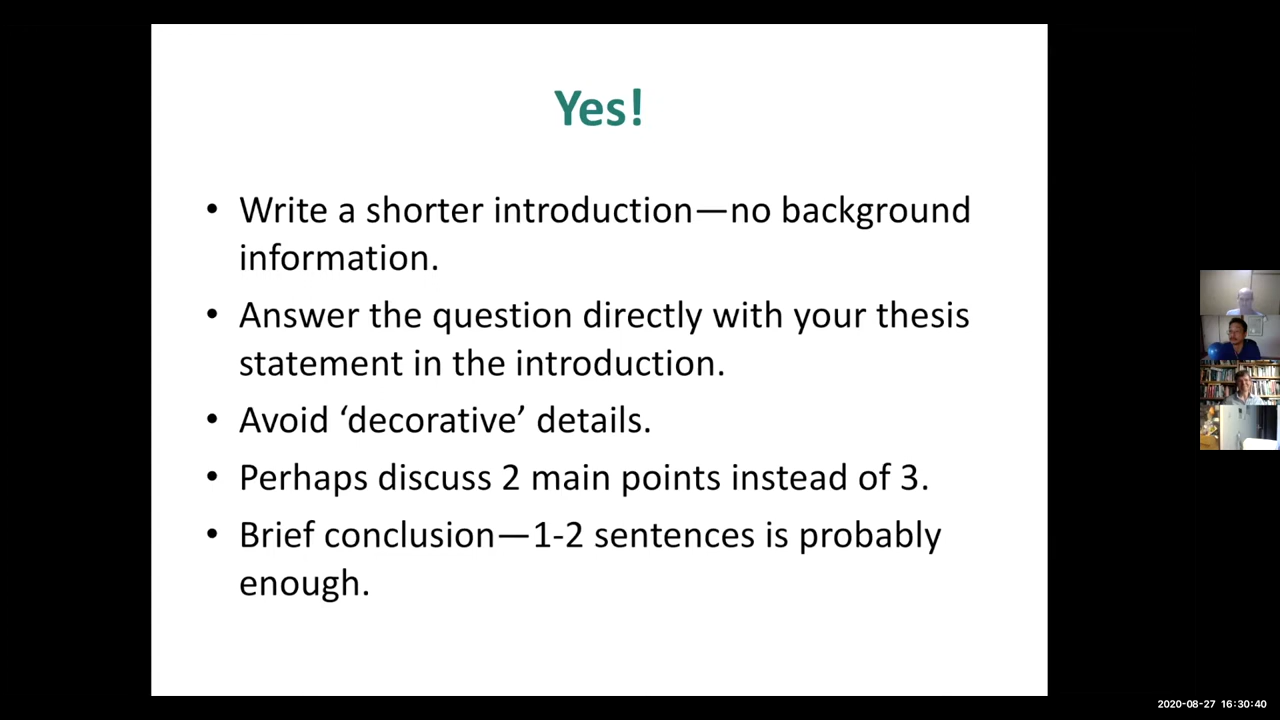 Yes!
• Write a shorter introduction—no background
information.
• Answer the question directly with your thesis
statement in the introduction.
• Avoid ‘decorative’ details.
• Perhaps discuss 2 main points instead of 3.
• Brief conclusion—1-2 sentences is probably
enough.
2020-08-27 16:30:40